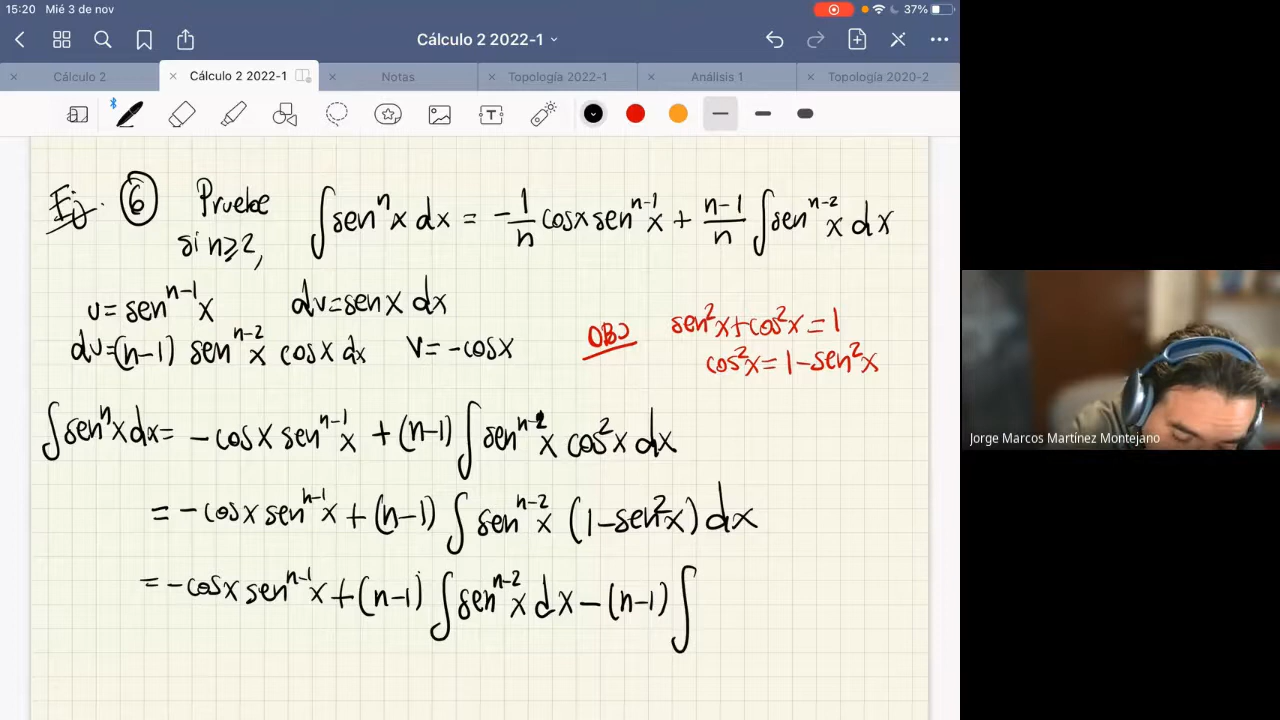 15:20 Mié 3 de nov
37%
Cálculo 2 2022-1
Cálculo 2
Cálculo 2 2022-1
Notas
Topología 2022-1
Análisis 1
Topología 2020-2
Ej. 6 Pruebe ∫senⁿx dx = -1/n cosx senⁿ⁻¹x + (n-1)/n ∫senⁿ⁻²x dx
si n≥2,
u=senⁿ⁻¹x dv=senx dx
du=(n-1) senⁿ⁻²x cosx dx v=-cosx
OBS sen²x+cos²x=1
cos²x=1-sen²x
∫senⁿxdx= -cosx senⁿ⁻¹x +(n-1)∫senⁿ⁻²x cos²x dx
=-cosx senⁿ⁻¹x+(n-1)∫senⁿ⁻²x (1-sen²x)dx
=-cosx senⁿ⁻¹x+(n-1)∫senⁿ⁻²x dx-(n-1)∫
Jorge Marcos Martínez Montejano